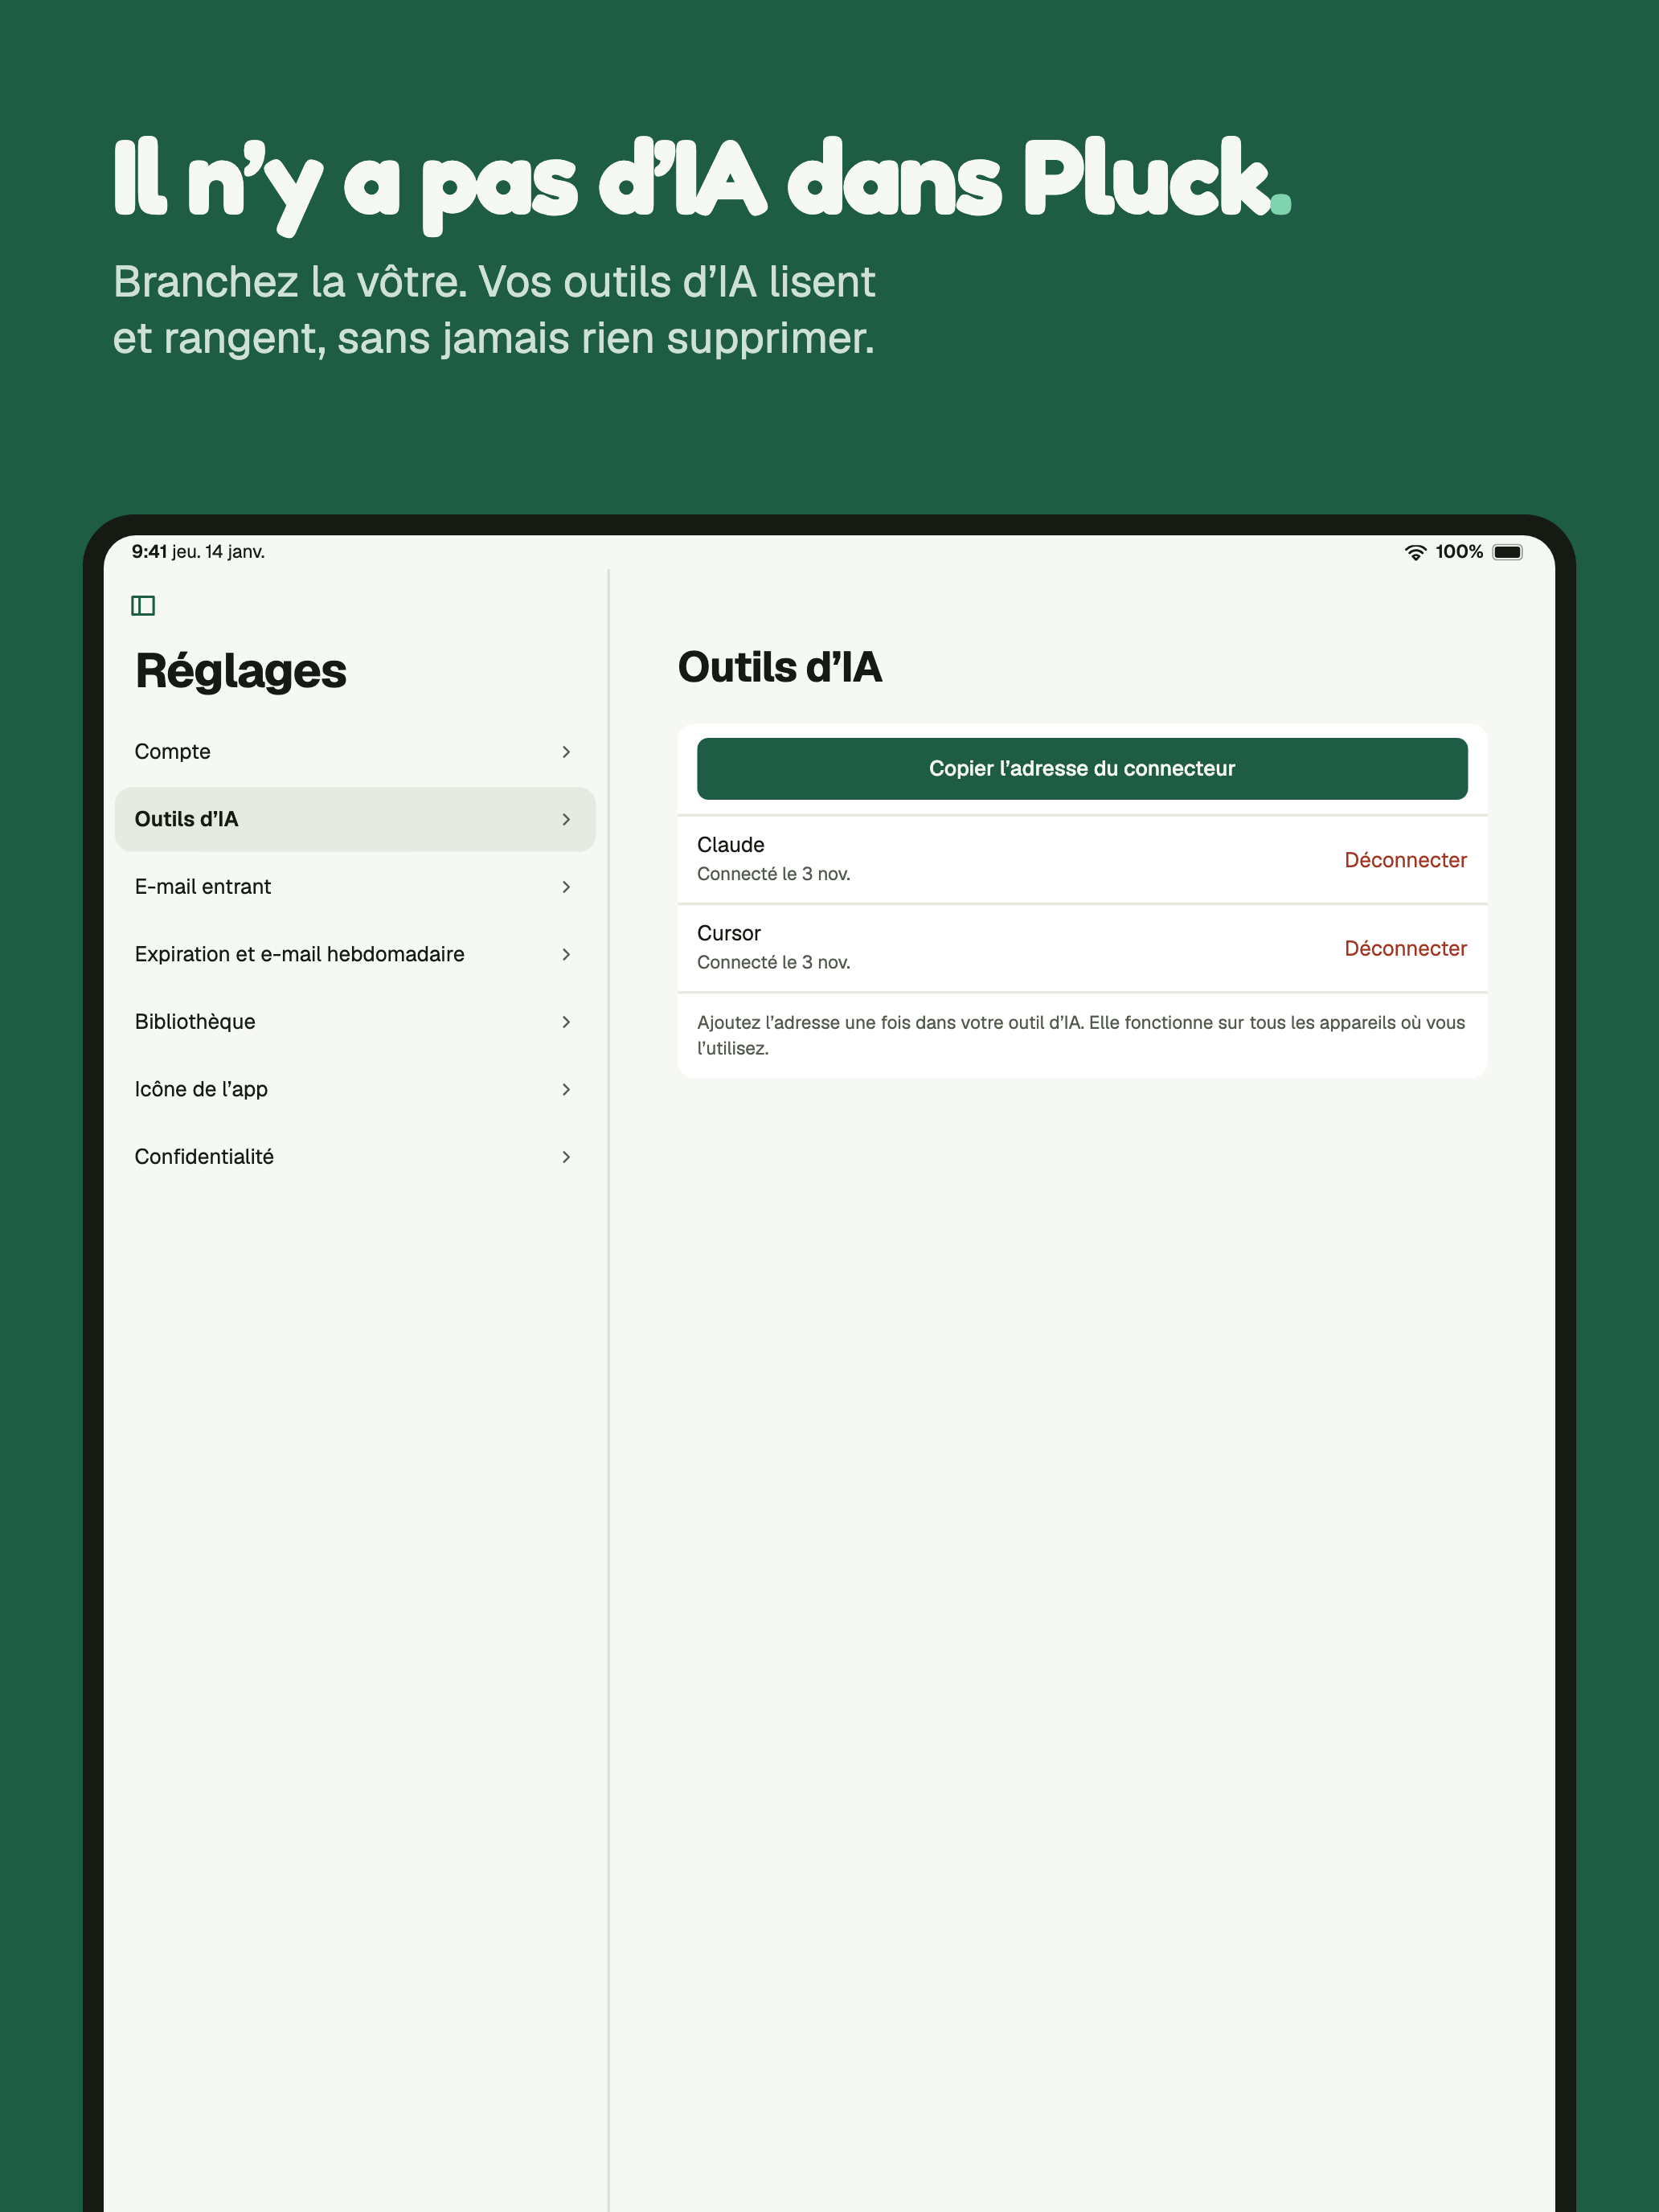 Il n’y a pas d’IA dans Pluck.
Branchez la vôtre. Vos outils d’IA lisent
et rangent, sans jamais rien supprimer.
9:41 jeu. 14 janv.
100%
Réglages
Compte
Outils d’IA
E-mail entrant
Expiration et e-mail hebdomadaire
Bibliothèque
Icône de l’app
Confidentialité
Outils d’IA
Copier l’adresse du connecteur
Claude
Connecté le 3 nov.
Déconnecter
Cursor
Connecté le 3 nov.
Déconnecter
Ajoutez l’adresse une fois dans votre outil d’IA. Elle fonctionne sur tous les appareils où vous
l’utilisez.